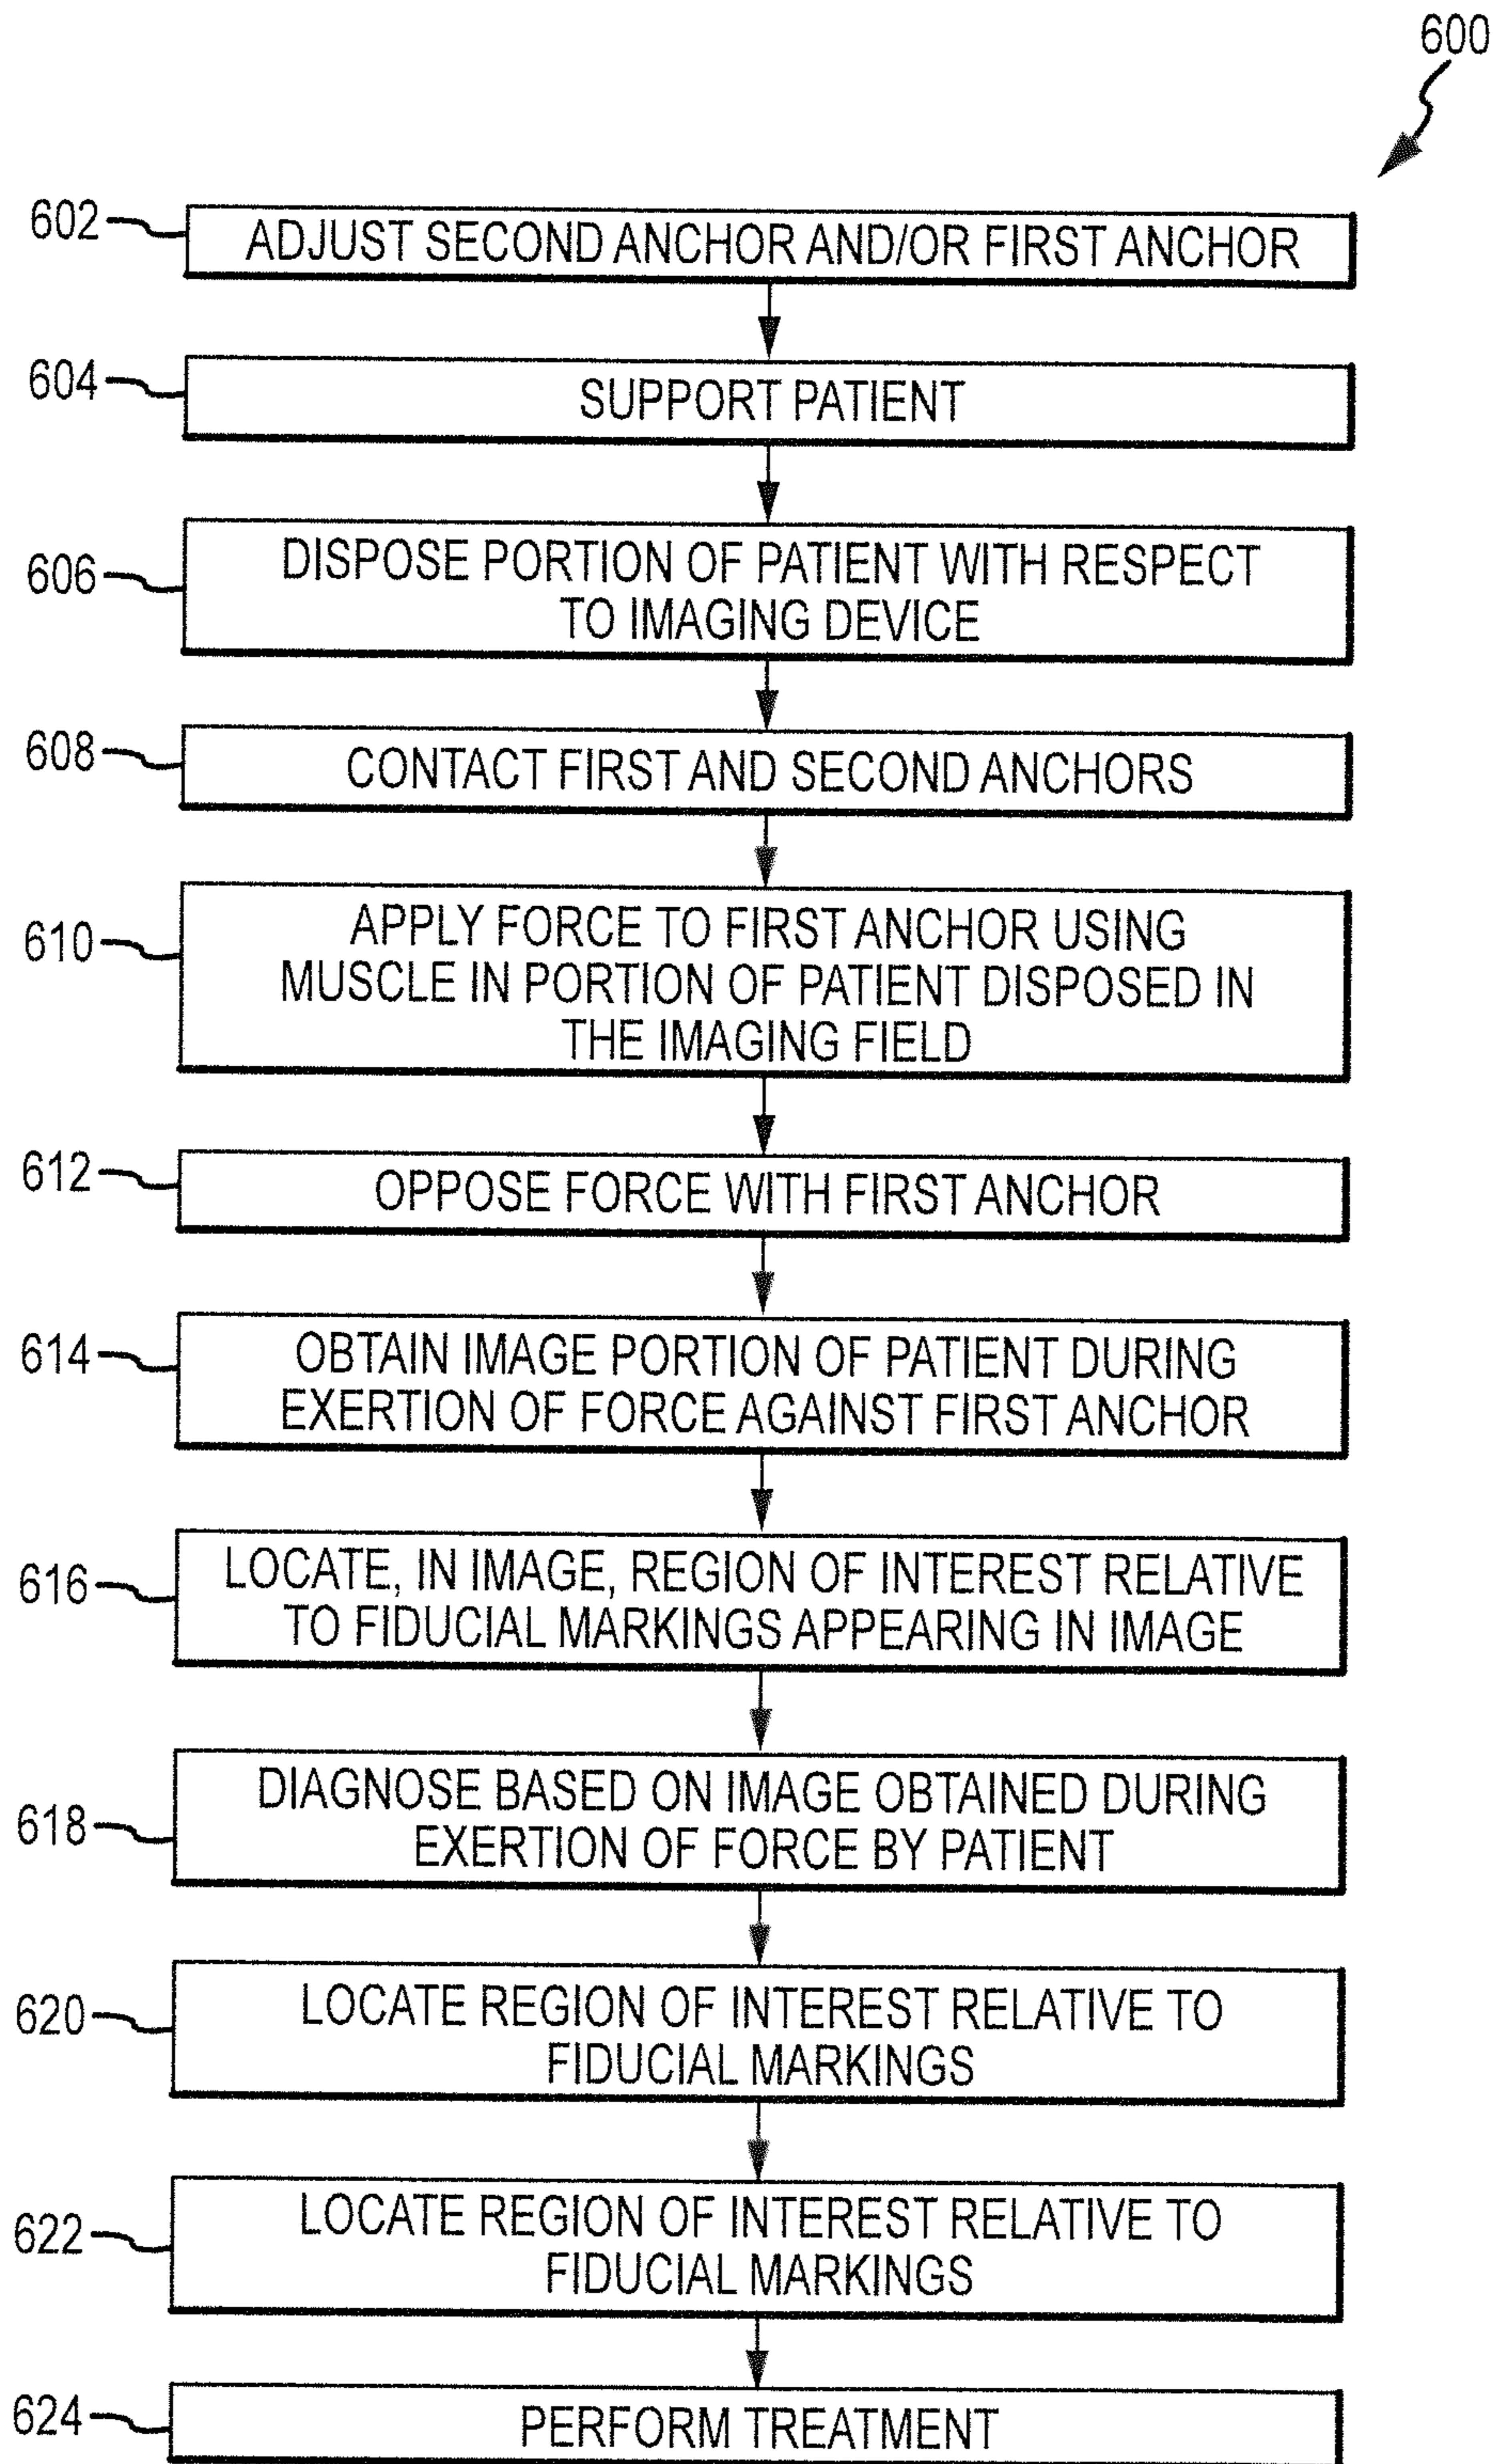 600
602
ADJUST SECOND ANCHOR AND/OR FIRST ANCHOR
604
SUPPORT PATIENT
606
DISPOSE PORTION OF PATIENT WITH RESPECT
TO IMAGING DEVICE
608
CONTACT FIRST AND SECOND ANCHORS
610
APPLY FORCE TO FIRST ANCHOR USING
MUSCLE IN PORTION OF PATIENT DISPOSED IN
THE IMAGING FIELD
612
OPPOSE FORCE WITH FIRST ANCHOR
614
OBTAIN IMAGE PORTION OF PATIENT DURING
EXERTION OF FORCE AGAINST FIRST ANCHOR
616
LOCATE, IN IMAGE, REGION OF INTEREST RELATIVE
TO FIDUCIAL MARKINGS APPEARING IN IMAGE
618
DIAGNOSE BASED ON IMAGE OBTAINED DURING
EXERTION OF FORCE BY PATIENT
620
LOCATE REGION OF INTEREST RELATIVE TO
FIDUCIAL MARKINGS
622
LOCATE REGION OF INTEREST RELATIVE TO
FIDUCIAL MARKINGS
624
PERFORM TREATMENT